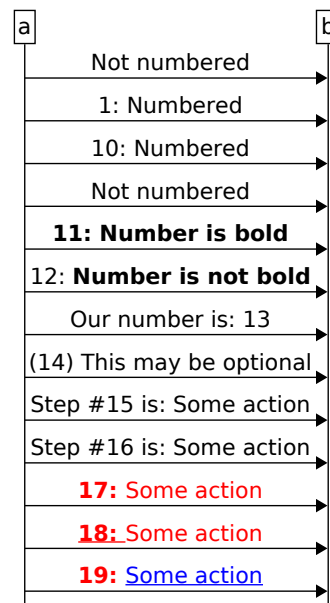 a b
Not numbered
1: Numbered
10: Numbered
Not numbered
11: Number is bold
12: Number is not bold
Our number is: 13
(14) This may be optional
Step #15 is: Some action
Step #16 is: Some action
17: Some action
18: Some action
19: Some action